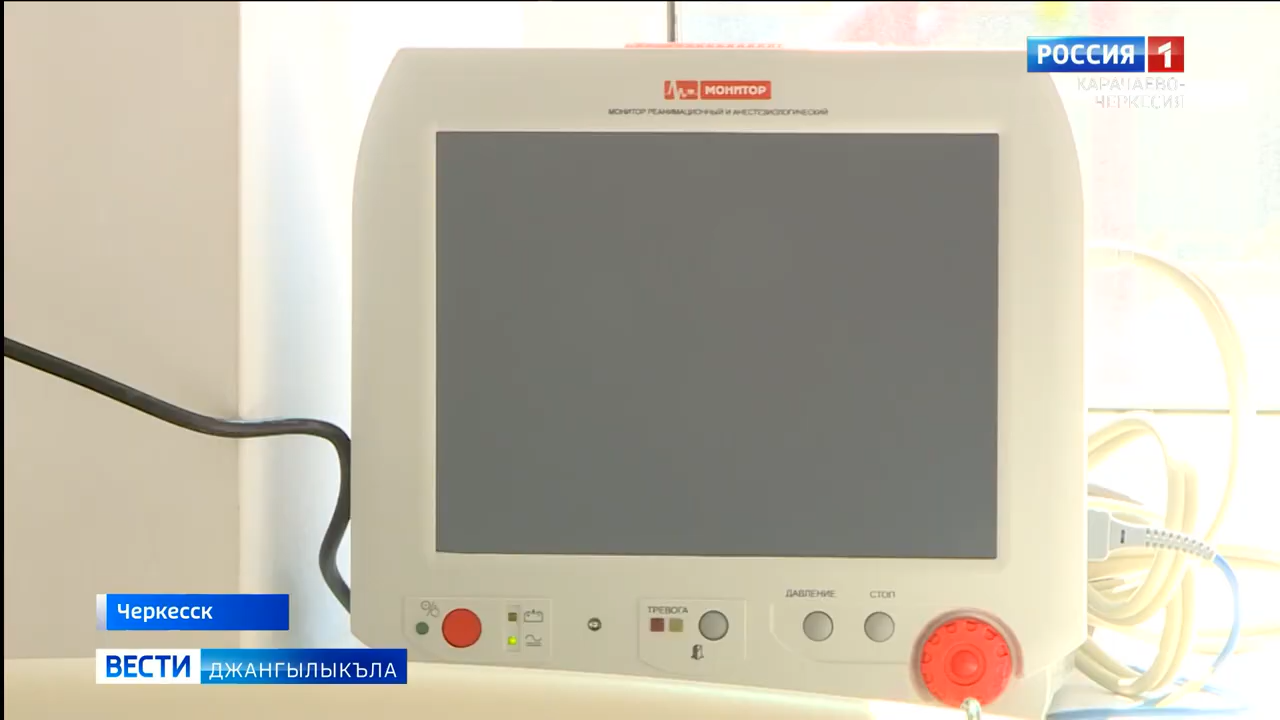 РОССИЯ 1
КАРАЧАЕВО-
ЧЕРКЕССИЯ
МОНИТОР
МОНИТОР РЕАНИМАЦИОННЫЙ И АНЕСТЕЗИОЛОГИЧЕСКИЙ
ДАВЛЕНИЕ
СТОП
ТРЕВОГА
Черкесск
ВЕСТИ ДЖАНГЫЛЫКЪЛА